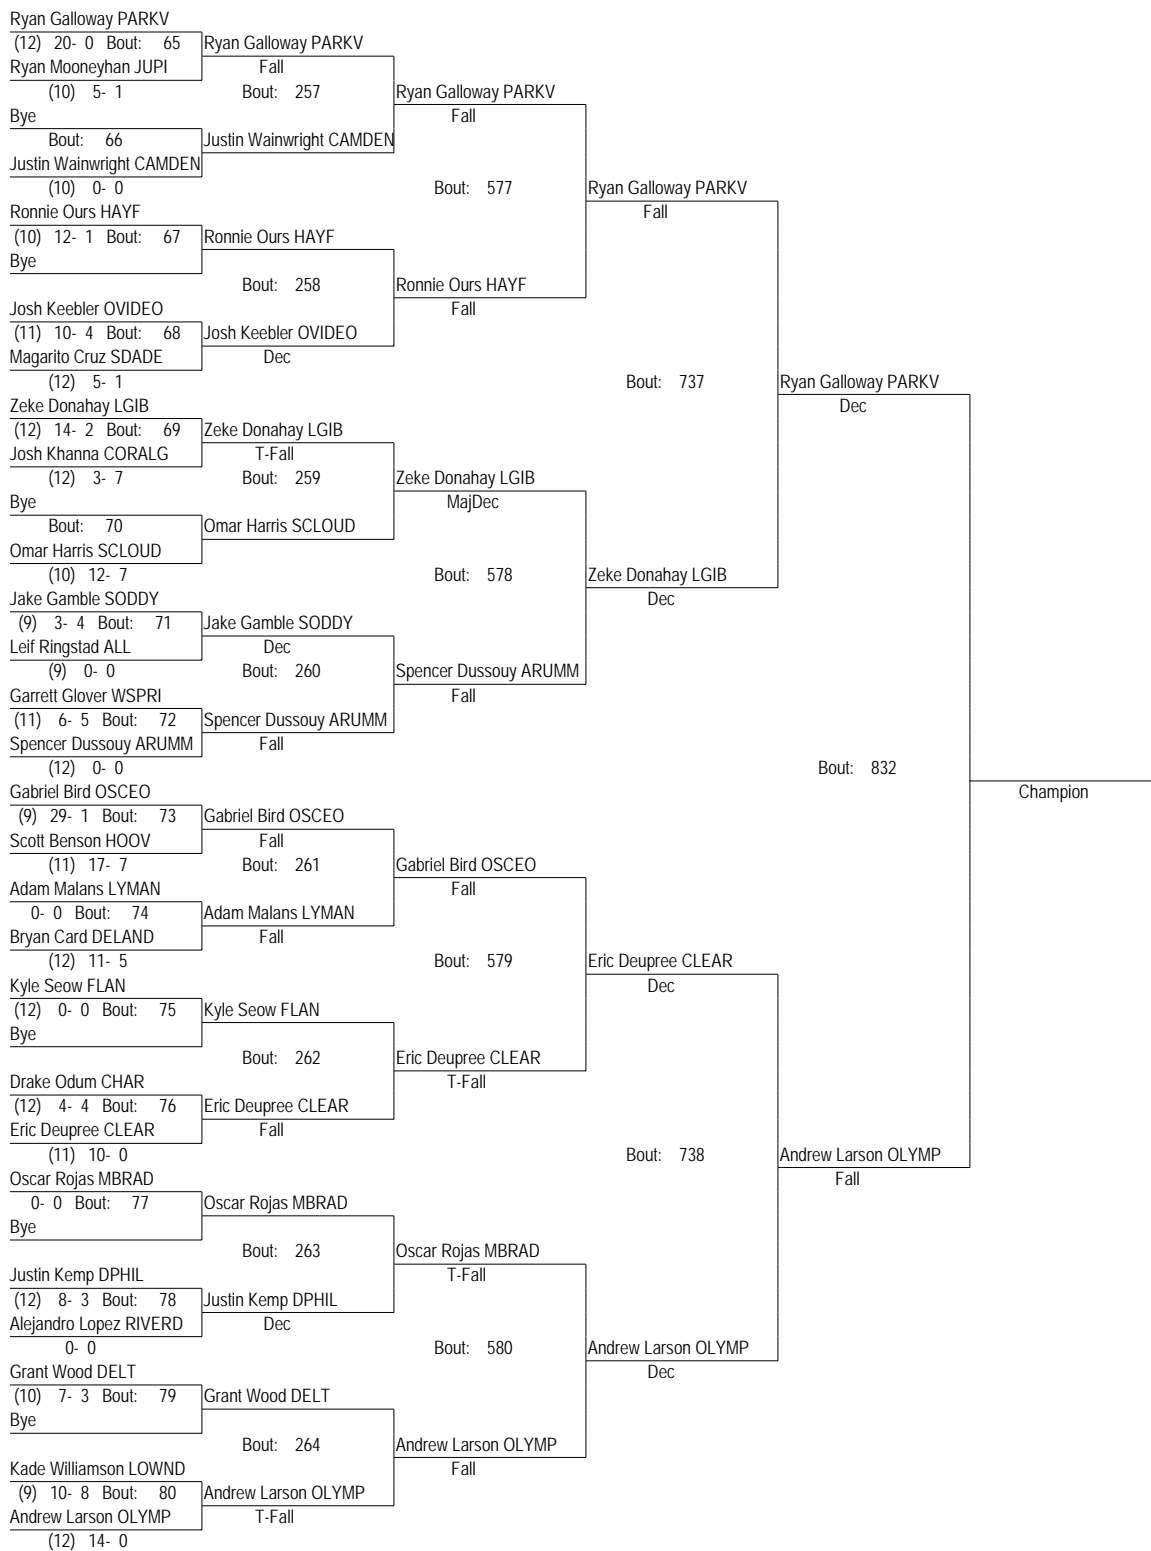 Ryan Galloway PARKV
(12) 20- 0 Bout: 65 Ryan Galloway PARKV
Ryan Mooneyhan JUPI Fall
(10) 5- 1 Bout: 257 Ryan Galloway PARKV
Bye Fall
Bout: 66 Justin Wainwright CAMDEN
Justin Wainwright CAMDEN
(10) 0- 0 Bout: 577 Ryan Galloway PARKV
Ronnie Ours HAYF Fall
(10) 12- 1 Bout: 67 Ronnie Ours HAYF
Bye
Bout: 258 Ronnie Ours HAYF
Josh Keebler OVIDEO Fall
(11) 10- 4 Bout: 68 Josh Keebler OVIDEO
Magarito Cruz SDADE Dec
(12) 5- 1 Bout: 737 Ryan Galloway PARKV
Zeke Donahay LGIB Dec
(12) 14- 2 Bout: 69 Zeke Donahay LGIB
Josh Khanna CORALG T-Fall
(12) 3- 7 Bout: 259 Zeke Donahay LGIB
Bye MajDec
Bout: 70 Omar Harris SCLOUD
Omar Harris SCLOUD
(10) 12- 7 Bout: 578 Zeke Donahay LGIB
Jake Gamble SODDY Dec
(9) 3- 4 Bout: 71 Jake Gamble SODDY
Leif Ringstad ALL Dec
(9) 0- 0 Bout: 260 Spencer Dussouy ARUMM
Garrett Glover WSPRI Fall
(11) 6- 5 Bout: 72 Spencer Dussouy ARUMM
Spencer Dussouy ARUMM Fall
(12) 0- 0 Bout: 832
Gabriel Bird OSCEO Champion
(9) 29- 1 Bout: 73 Gabriel Bird OSCEO
Scott Benson HOOV Fall
(11) 17- 7 Bout: 261 Gabriel Bird OSCEO
Adam Malans LYMAN Fall
0- 0 Bout: 74 Adam Malans LYMAN
Bryan Card DELAND Fall
(12) 11- 5 Bout: 579 Eric Deupree CLEAR
Kyle Seow FLAN Dec
(12) 0- 0 Bout: 75 Kyle Seow FLAN
Bye
Bout: 262 Eric Deupree CLEAR
Drake Odum CHAR T-Fall
(12) 4- 4 Bout: 76 Eric Deupree CLEAR
Eric Deupree CLEAR Fall
(11) 10- 0 Bout: 738 Andrew Larson OLYMP
Oscar Rojas MBRAD Fall
0- 0 Bout: 77 Oscar Rojas MBRAD
Bye
Bout: 263 Oscar Rojas MBRAD
Justin Kemp DPHIL T-Fall
(12) 8- 3 Bout: 78 Justin Kemp DPHIL
Alejandro Lopez RIVERD Dec
0- 0 Bout: 580 Andrew Larson OLYMP
Grant Wood DELT Dec
(10) 7- 3 Bout: 79 Grant Wood DELT
Bye
Bout: 264 Andrew Larson OLYMP
Kade Williamson LOWND Fall
(9) 10- 8 Bout: 80 Andrew Larson OLYMP
Andrew Larson OLYMP T-Fall
(12) 14- 0